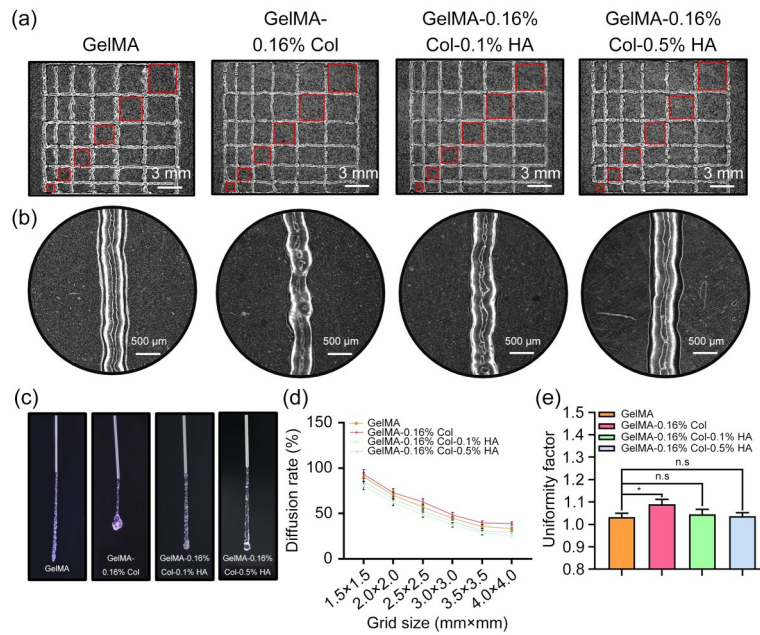 (a)
GelMA
GelMA-
0.16% Col
GelMA-0.16%
Col-0.1% HA
GelMA-0.16%
Col-0.5% HA
3 mm
3 mm
3 mm
3 mm
(b)
500 μm
500 μm
500 μm
500 μm
(c)
GelMA
GelMA-
0.16% Col
GelMA-0.16%
Col-0.1% HA
GelMA-0.16%
Col-0.5% HA
(d)
Diffusion rate (%)
150
100
50
0
GelMA
GelMA-0.16% Col
GelMA-0.16% Col-0.1% HA
GelMA-0.16% Col-0.5% HA
1.5×1.5
2.0×2.0
2.5×2.5
3.0×3.0
3.5×3.5
4.0×4.0
Grid size (mm×mm)
(e)
Uniformity factor
1.5
1.4
1.3
1.2
1.1
1.0
0.9
0.8
GelMA
GelMA-0.16% Col
GelMA-0.16% Col-0.1% HA
GelMA-0.16% Col-0.5% HA
n.s
n.s
*